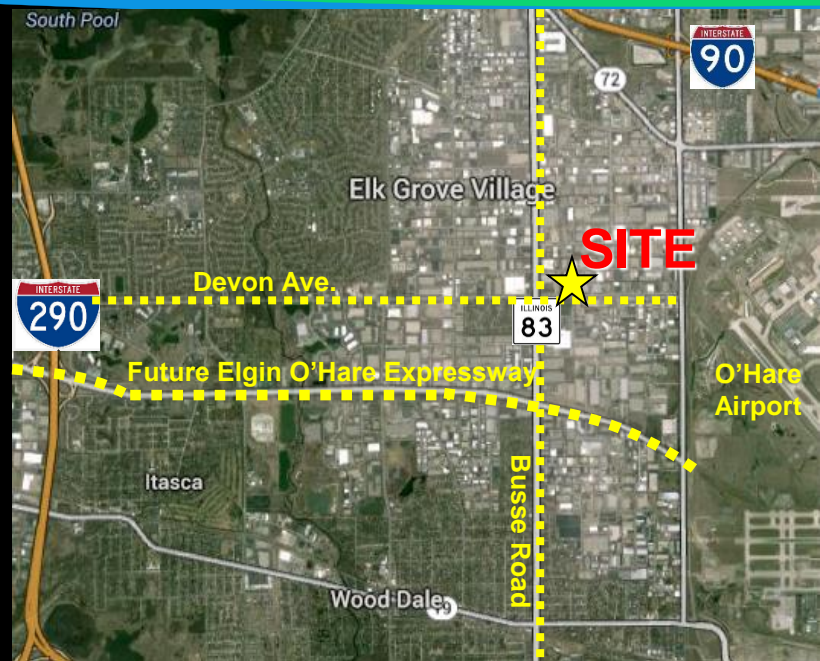 South Pool
INTERSTATE
90
72
Elk Grove Village
SITE
Devon Ave.
INTERSTATE
290
ILLINOIS
83
Future Elgin O'Hare Expressway
O'Hare
Airport
Itasca
Busse Road
Wood Dale
19